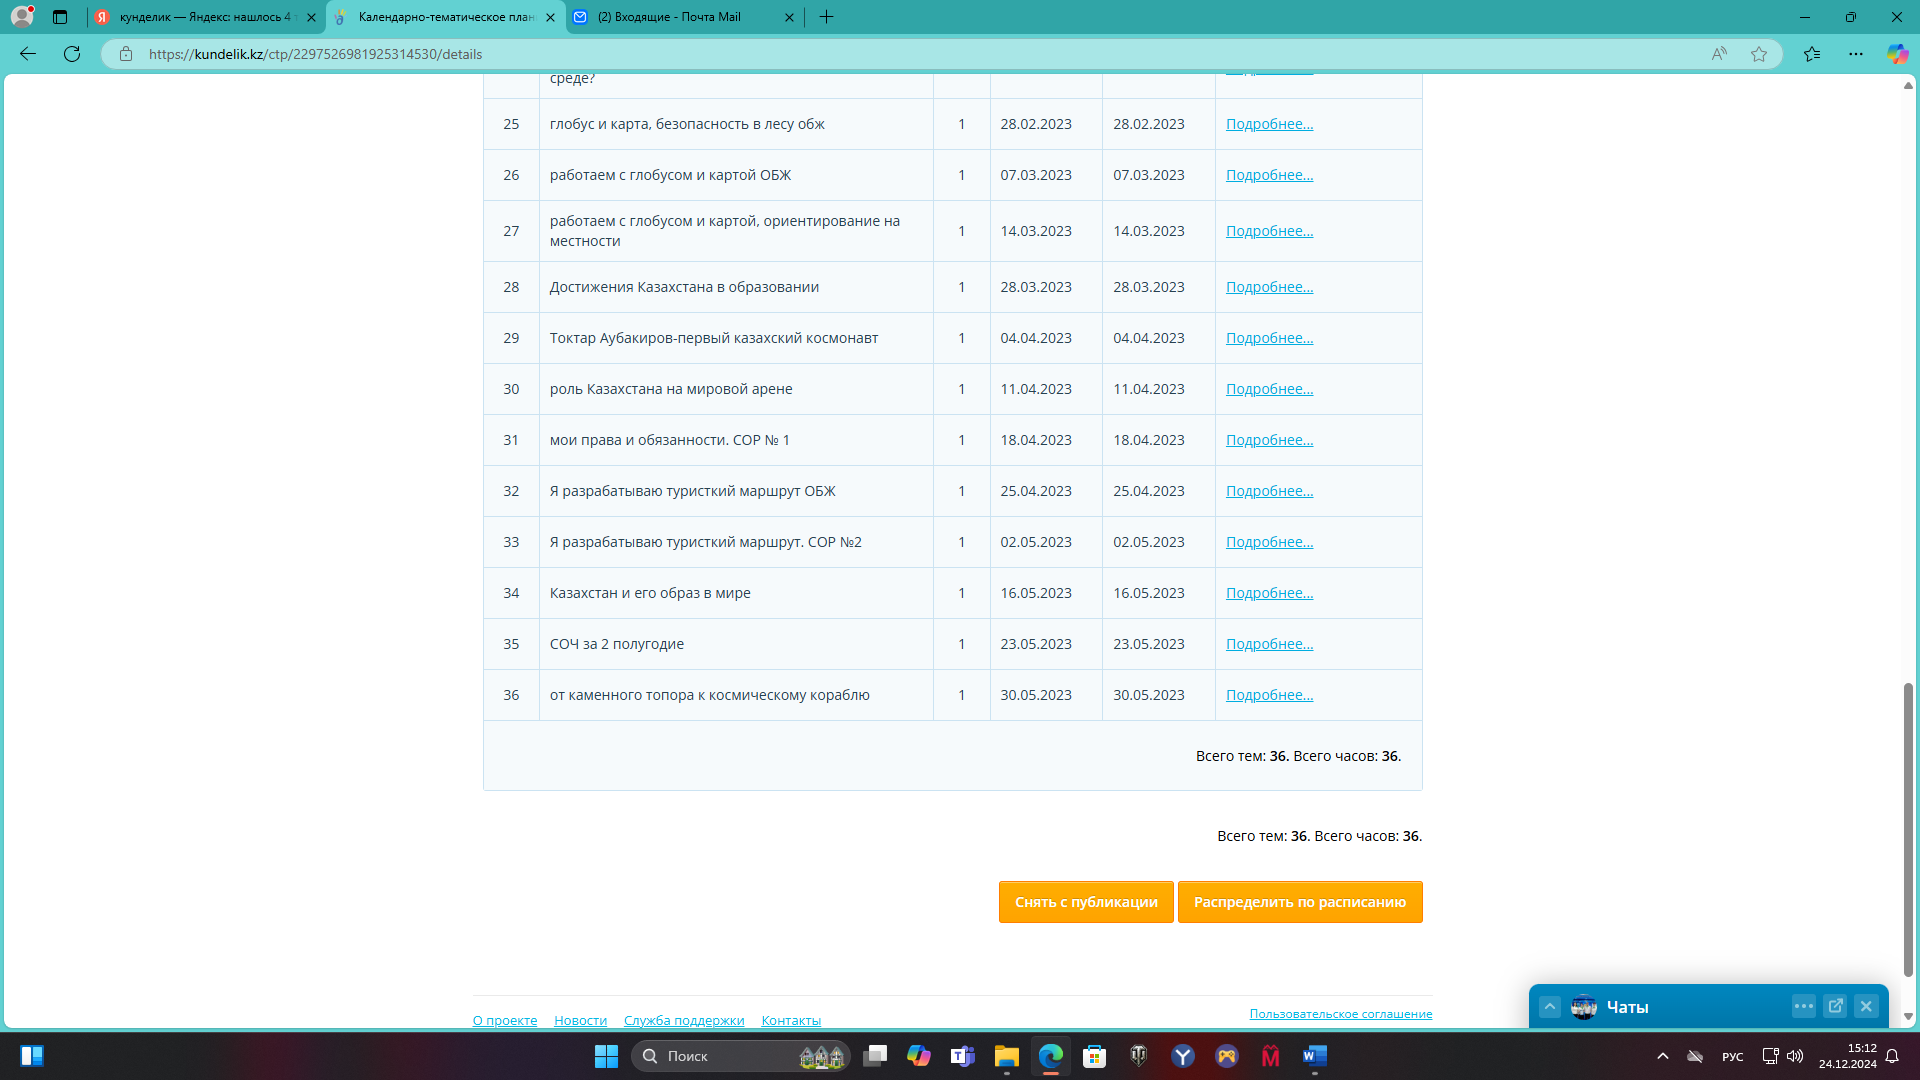 кунделик — Яндекс: нашлось 4 т
Календарно-тематическое план
(2) Входящие - Почта Mail
https://kundelik.kz/ctp/2297526981925314530/details
среде?
25 глобус и карта, безопасность в лесу обж 1 28.02.2023 28.02.2023 Подробнее...
26 работаем с глобусом и картой ОБЖ 1 07.03.2023 07.03.2023 Подробнее...
27 работаем с глобусом и картой, ориентирование на
местности 1 14.03.2023 14.03.2023 Подробнее...
28 Достижения Казахстана в образовании 1 28.03.2023 28.03.2023 Подробнее...
29 Токтар Аубакиров-первый казахский космонавт 1 04.04.2023 04.04.2023 Подробнее...
30 роль Казахстана на мировой арене 1 11.04.2023 11.04.2023 Подробнее...
31 мои права и обязанности. СОР № 1 1 18.04.2023 18.04.2023 Подробнее...
32 Я разрабатываю туристкий маршрут ОБЖ 1 25.04.2023 25.04.2023 Подробнее...
33 Я разрабатываю туристкий маршрут. СОР №2 1 02.05.2023 02.05.2023 Подробнее...
34 Казахстан и его образ в мире 1 16.05.2023 16.05.2023 Подробнее...
35 СОЧ за 2 полугодие 1 23.05.2023 23.05.2023 Подробнее...
36 от каменного топора к космическому кораблю 1 30.05.2023 30.05.2023 Подробнее...
Всего тем: 36. Всего часов: 36.
Всего тем: 36. Всего часов: 36.
Снять с публикации Распределить по расписанию
О проекте Новости Служба поддержки Контакты Пользовательское соглашение
Чаты
Поиск
РУС
15:12
24.12.2024